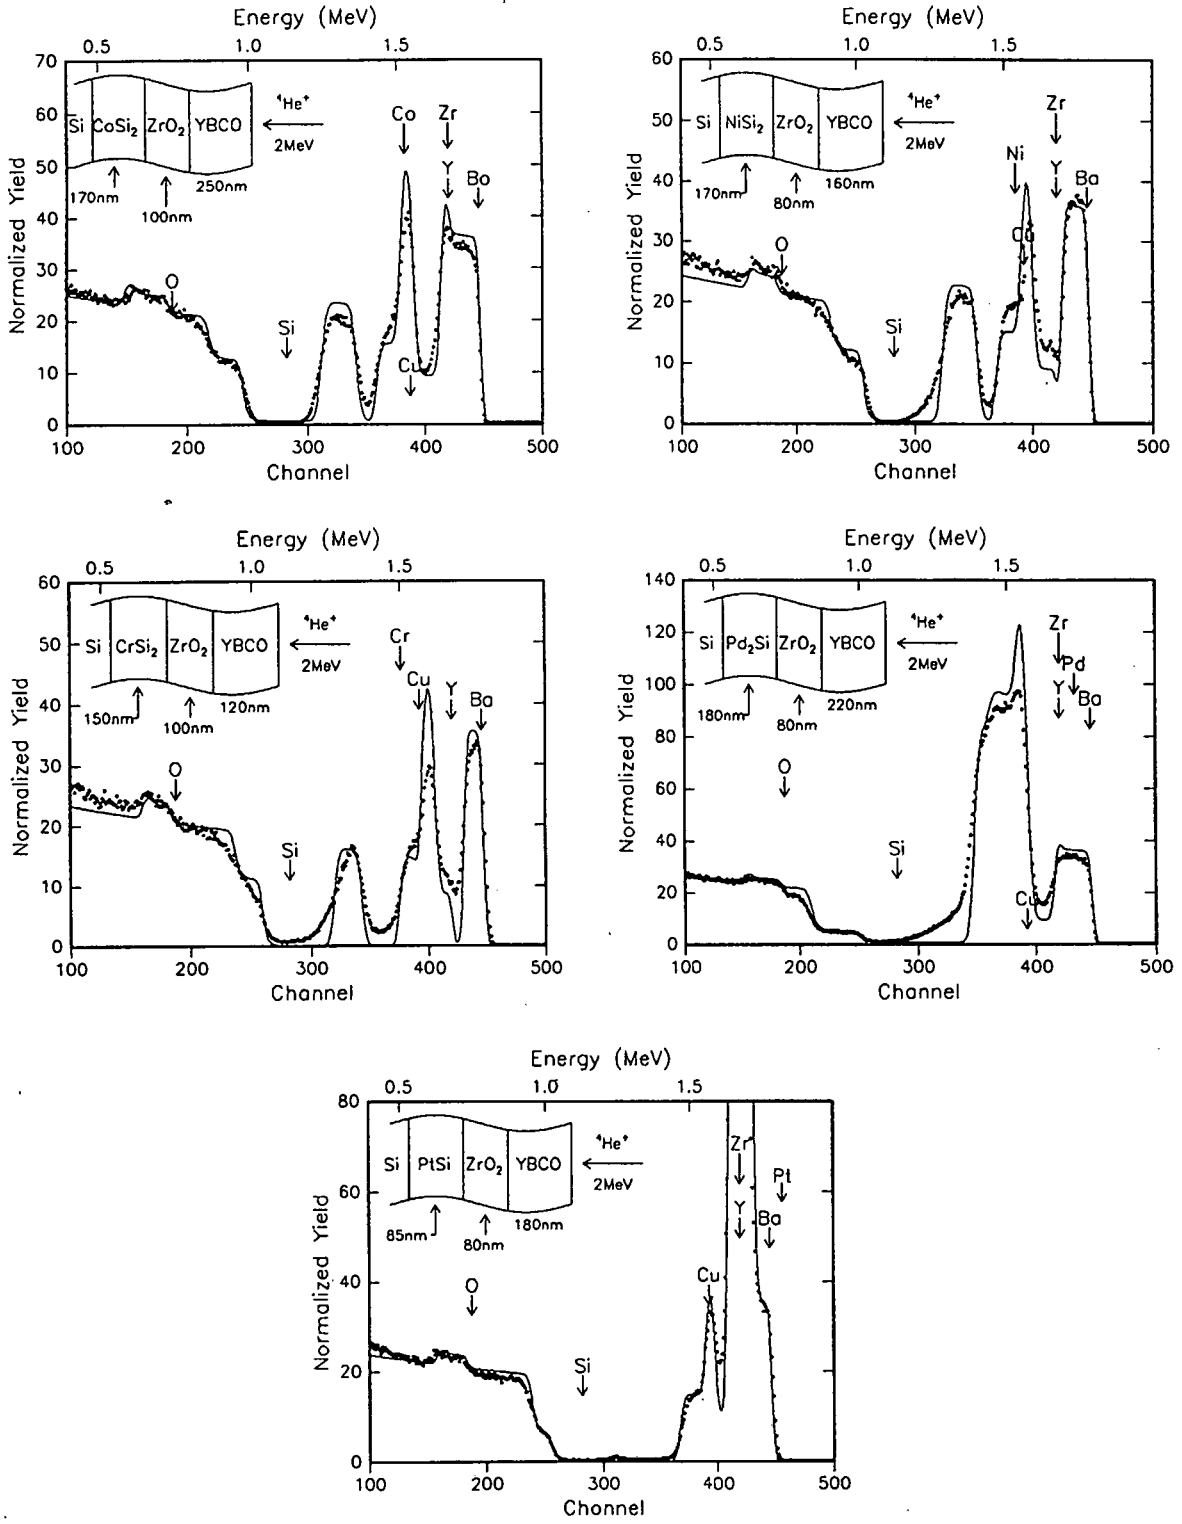 Energy (MeV)
0.5 1.0 1.5
70
60
50
40
30
20
10
0
Normalized Yield
Si CoSi₂ ZrO₂ YBCO
⁴He⁺
2MeV
170nm
100nm
250nm
O
Si
Co
Cu
Zr
Y
Ba
100 200 300 400 500
Channel
Energy (MeV)
0.5 1.0 1.5
60
50
40
30
20
10
0
Normalized Yield
Si NiSi₂ ZrO₂ YBCO
⁴He⁺
2MeV
170nm
80nm
160nm
O
Si
Ni
Cu
Zr
Y
Ba
100 200 300 400 500
Channel
Energy (MeV)
0.5 1.0 1.5
60
50
40
30
20
10
0
Normalized Yield
Si CrSi₂ ZrO₂ YBCO
⁴He⁺
2MeV
150nm
100nm
120nm
O
Si
Cr
Cu
Y
Ba
100 200 300 400 500
Channel
Energy (MeV)
0.5 1.0 1.5
140
120
100
80
60
40
20
0
Normalized Yield
Si Pd₂Si ZrO₂ YBCO
⁴He⁺
2MeV
180nm
80nm
220nm
O
Si
Cu
Zr
Pd
Y
Ba
100 200 300 400 500
Channel
Energy (MeV)
0.5 1.0 1.5
80
60
40
20
0
Normalized Yield
Si PtSi ZrO₂ YBCO
⁴He⁺
2MeV
85nm
80nm
180nm
O
Si
Cu
Zr
Y
Pt
Ba
100 200 300 400 500
Channel